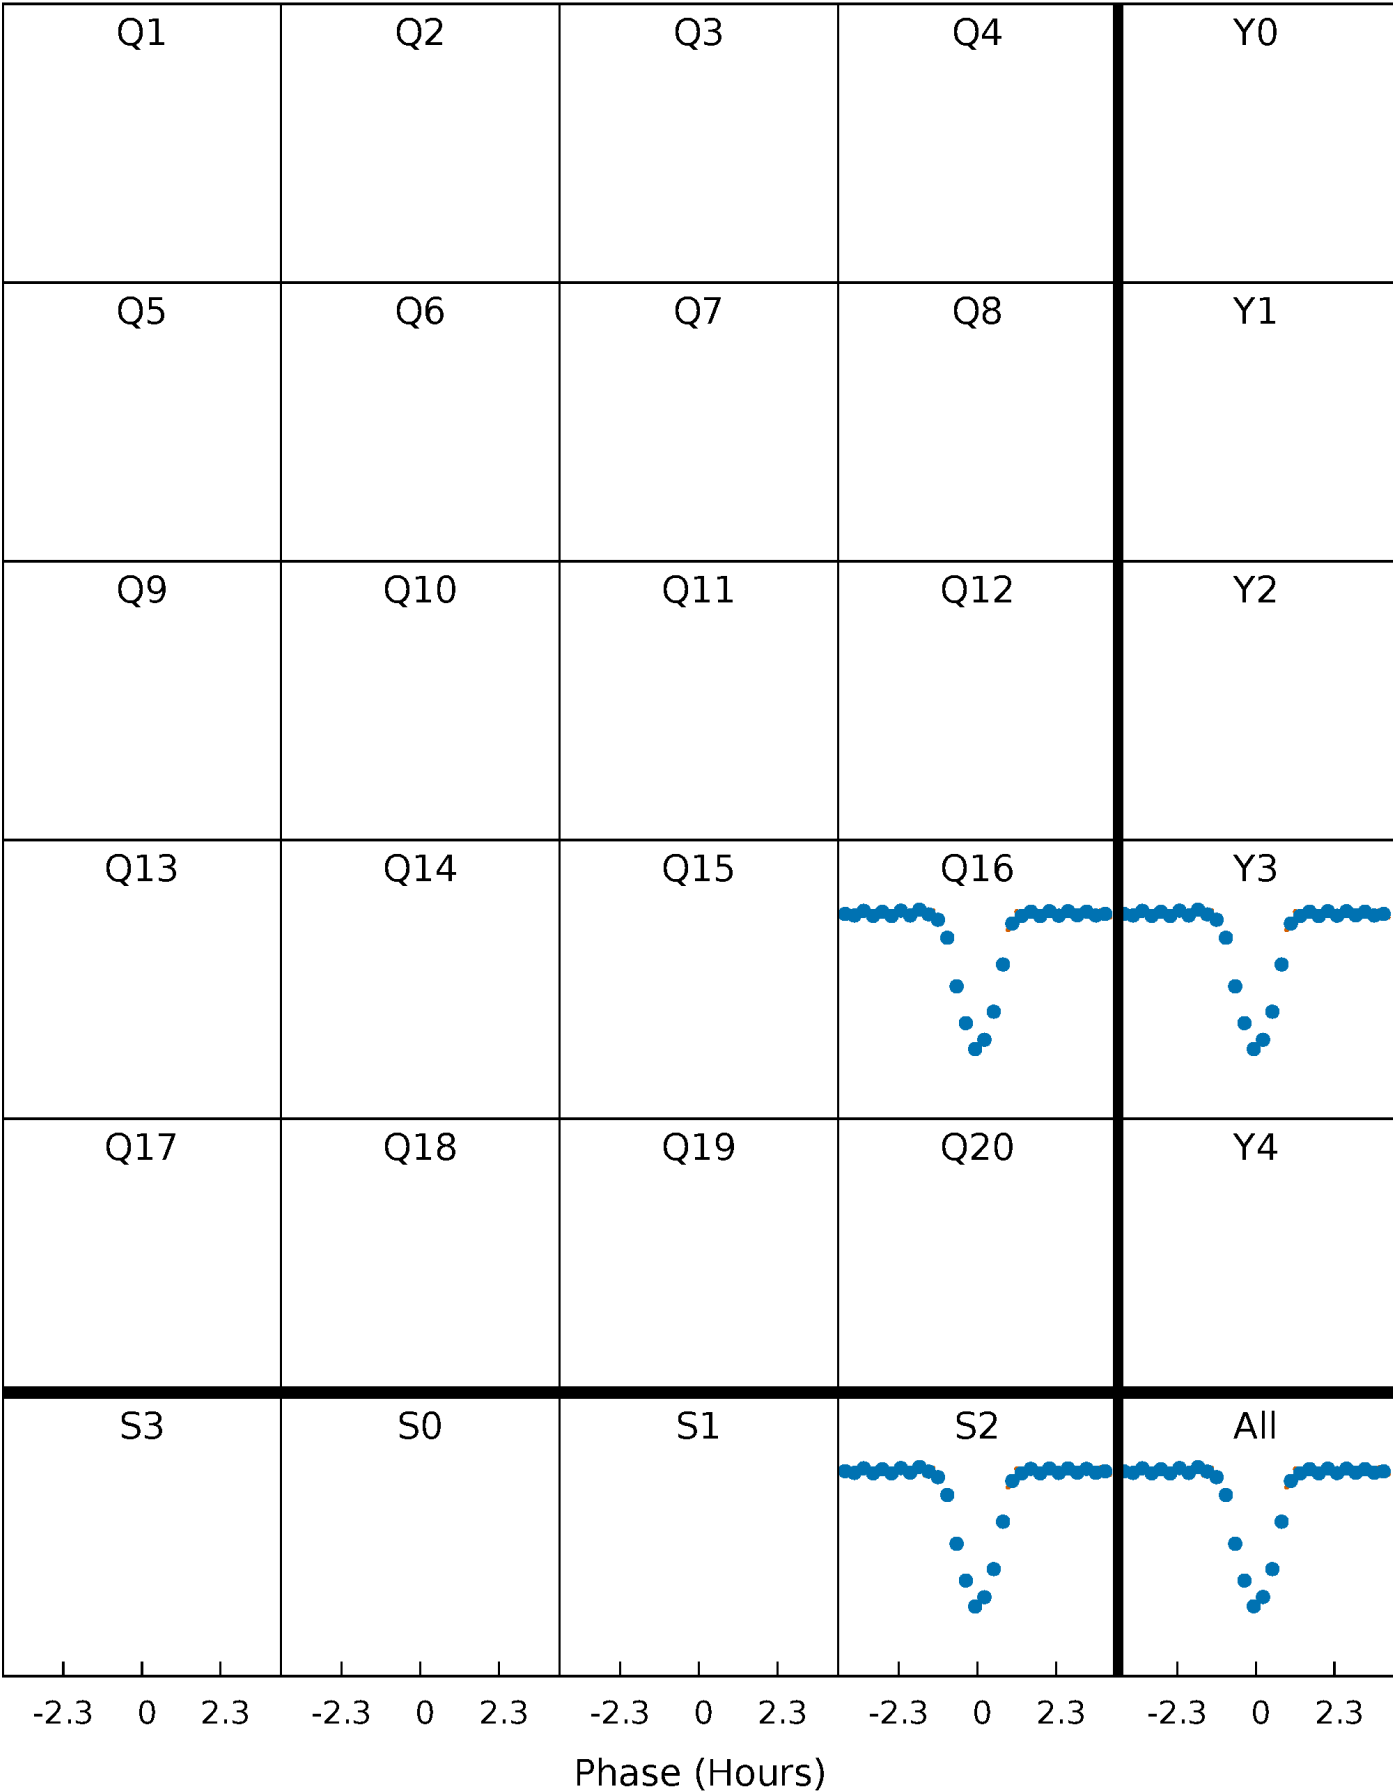 Q1 Q2 Q3 Q4 Y0
Q5 Q6 Q7 Q8 Y1
Q9 Q10 Q11 Q12 Y2
Q13 Q14 Q15 Q16 Y3
Q17 Q18 Q19 Q20 Y4
S3 S0 S1 S2 All
-2.3 0 2.3 -2.3 0 2.3 -2.3 0 2.3 -2.3 0 2.3 -2.3 0 2.3
Phase (Hours)